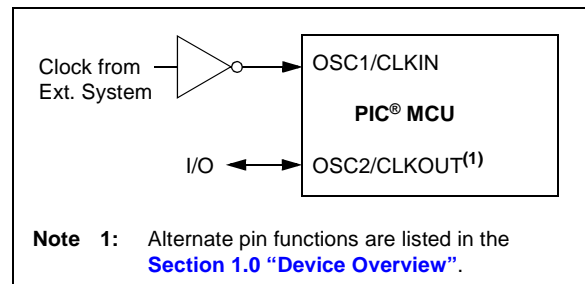 Clock from
Ext. System
OSC1/CLKIN
PIC® MCU
I/O
OSC2/CLKOUT(1)
Note 1: Alternate pin functions are listed in the
Section 1.0 “Device Overview”.